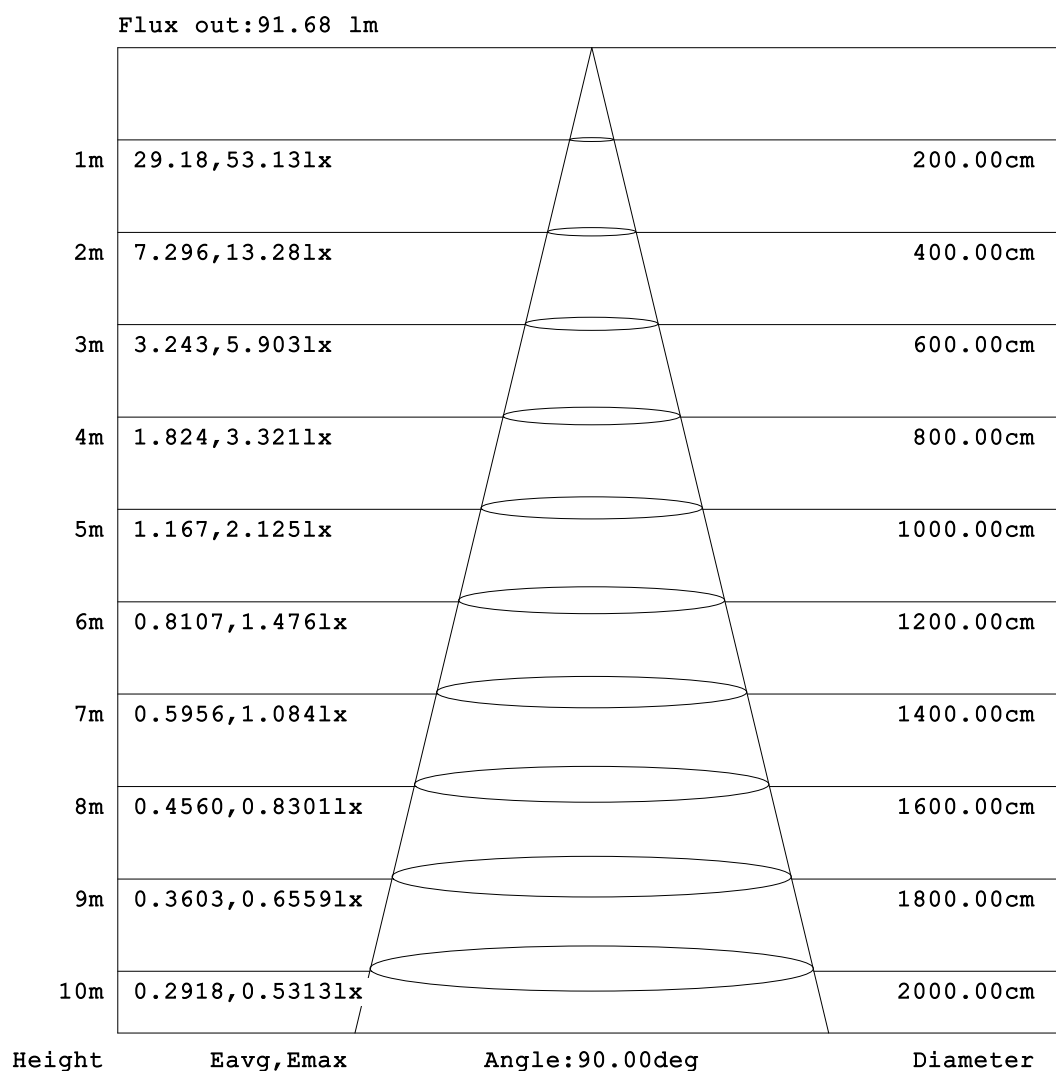 Flux out:91.68 lm
1m 29.18,53.13lx 200.00cm
2m 7.296,13.28lx 400.00cm
3m 3.243,5.903lx 600.00cm
4m 1.824,3.321lx 800.00cm
5m 1.167,2.125lx 1000.00cm
6m 0.8107,1.476lx 1200.00cm
7m 0.5956,1.084lx 1400.00cm
8m 0.4560,0.8301lx 1600.00cm
9m 0.3603,0.6559lx 1800.00cm
10m 0.2918,0.5313lx 2000.00cm
Height Eavg,Emax Angle:90.00deg Diameter